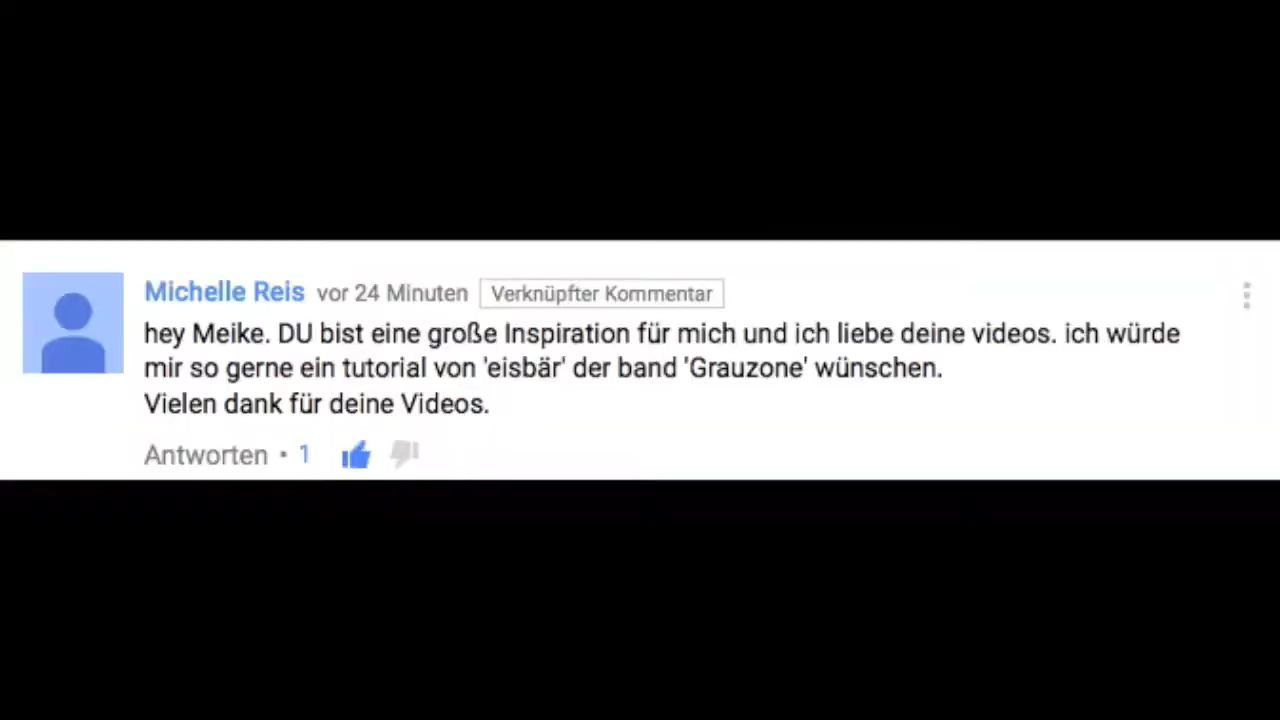 Michelle Reis vor 24 Minuten Verknüpfter Kommentar
hey Meike. DU bist eine große Inspiration für mich und ich liebe deine videos. ich würde
mir so gerne ein tutorial von 'eisbär' der band 'Grauzone' wünschen.
Vielen dank für deine Videos.
Antworten • 1